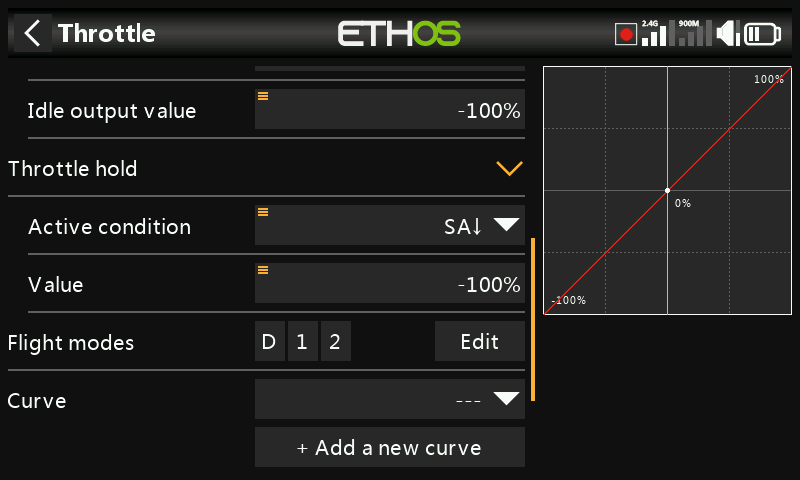 Throttle
ETHOS
2.4G 900M
Idle output value -100%
Throttle hold
Active condition SA↓
Value -100%
Flight modes D 1 2 Edit
Curve ---
+ Add a new curve
100%
0%
-100%